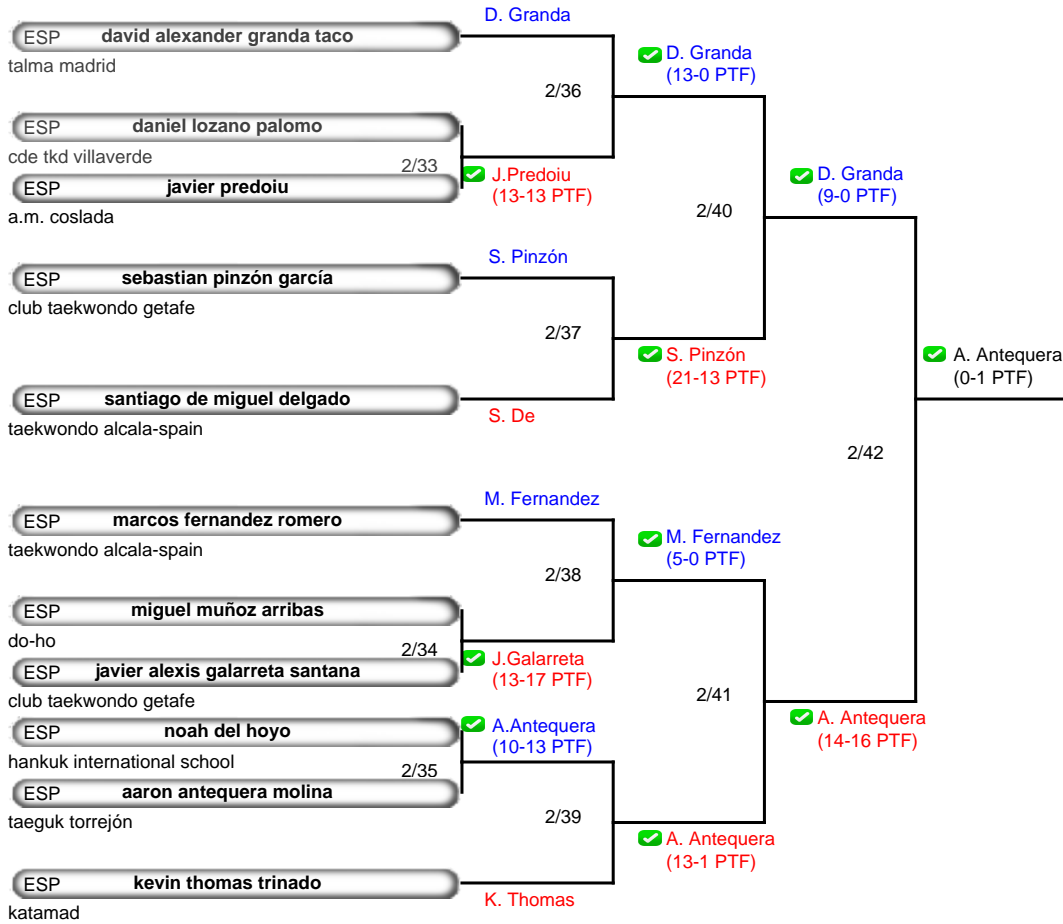 D. Granda
ESP david alexander granda taco
talma madrid
D. Granda
(13-0 PTF)
2/36
ESP daniel lozano palomo
cde tkd villaverde
2/33
J.Predoiu
(13-13 PTF)
ESP javier predoiu
a.m. coslada
D. Granda
(9-0 PTF)
2/40
S. Pinzón
ESP sebastian pinzón garcía
club taekwondo getafe
2/37
S. Pinzón
(21-13 PTF)
A. Antequera
(0-1 PTF)
ESP santiago de miguel delgado
taekwondo alcala-spain
S. De
2/42
M. Fernandez
ESP marcos fernandez romero
taekwondo alcala-spain
M. Fernandez
(5-0 PTF)
2/38
ESP miguel muñoz arribas
do-ho
2/34
J.Galarreta
(13-17 PTF)
ESP javier alexis galarreta santana
club taekwondo getafe
2/41
A. Antequera
(14-16 PTF)
ESP noah del hoyo
hankuk international school
A.Antequera
(10-13 PTF)
2/35
ESP aaron antequera molina
taeguk torrejón
2/39
A. Antequera
(13-1 PTF)
ESP kevin thomas trinado
katamad
K. Thomas